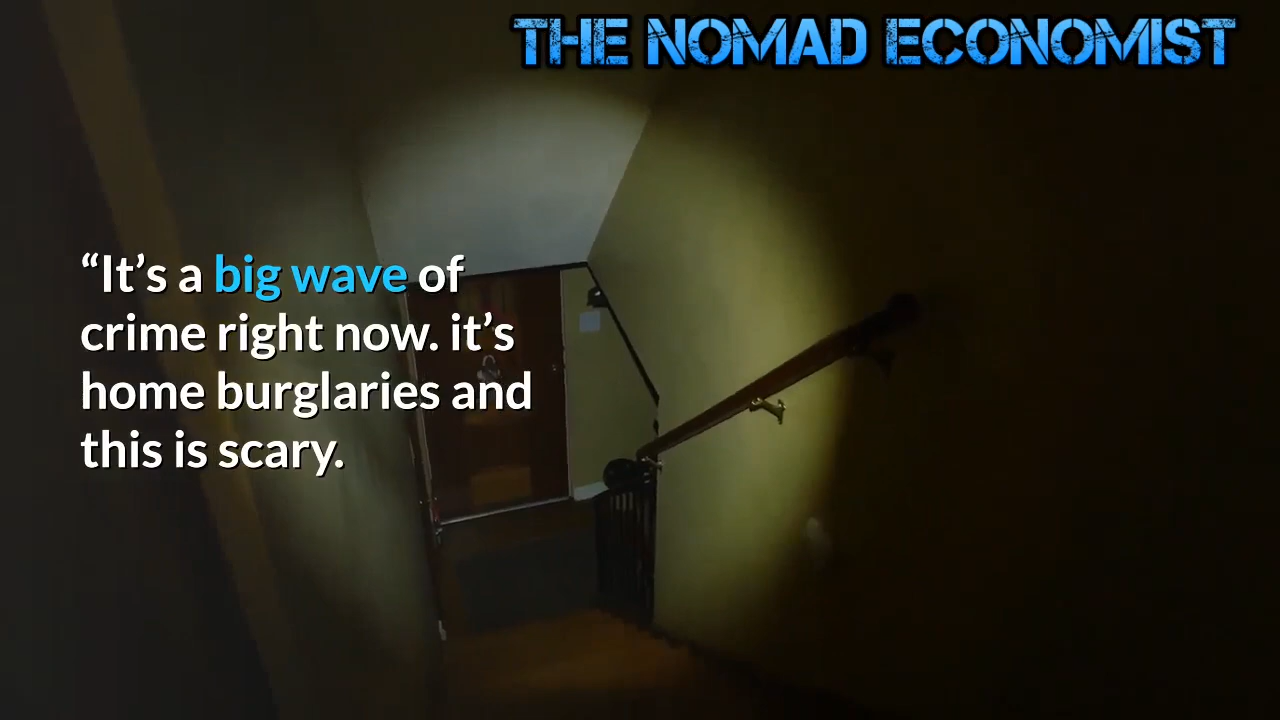 THE NOMAD ECONOMIST
“It’s a big wave of
crime right now. it’s
home burglaries and
this is scary.